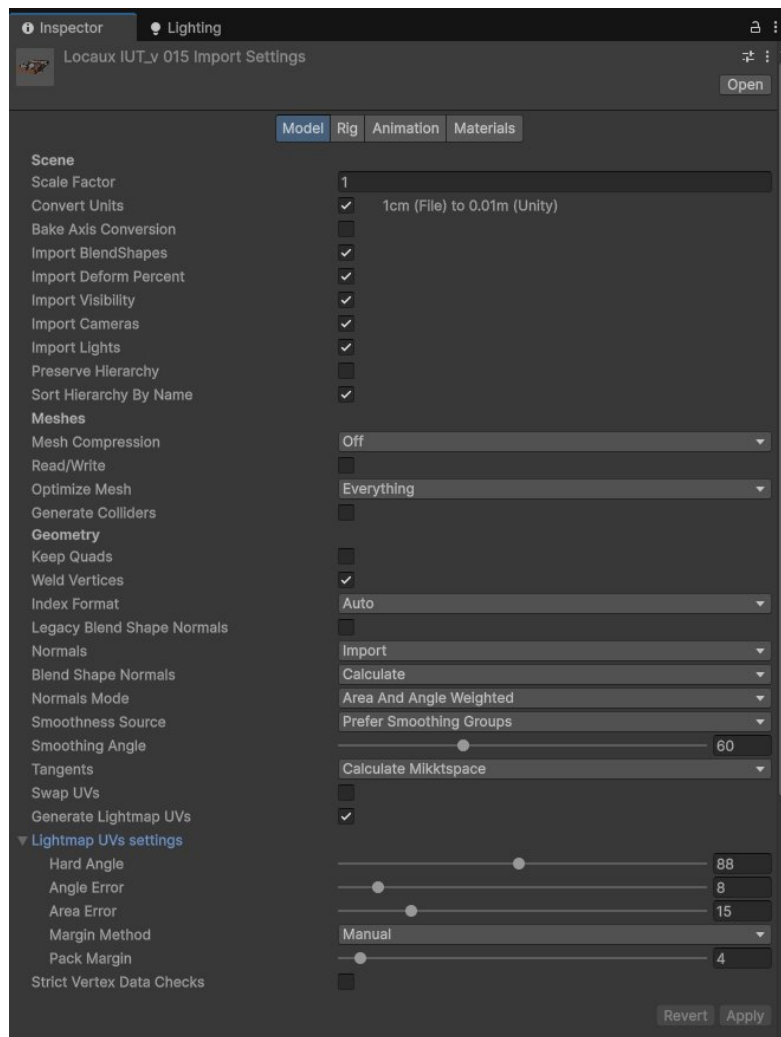 Inspector Lighting
Locaux IUT_v 015 Import Settings
Open
Model Rig Animation Materials
Scene
Scale Factor 1
Convert Units 1cm (File) to 0.01m (Unity)
Bake Axis Conversion
Import BlendShapes
Import Deform Percent
Import Visibility
Import Cameras
Import Lights
Preserve Hierarchy
Sort Hierarchy By Name
Meshes
Mesh Compression Off
Read/Write
Optimize Mesh Everything
Generate Colliders
Geometry
Keep Quads
Weld Vertices
Index Format Auto
Legacy Blend Shape Normals
Normals Import
Blend Shape Normals Calculate
Normals Mode Area And Angle Weighted
Smoothness Source Prefer Smoothing Groups
Smoothing Angle 60
Tangents Calculate Mikktspace
Swap UVs
Generate Lightmap UVs
Lightmap UVs settings
Hard Angle 88
Angle Error 8
Area Error 15
Margin Method Manual
Pack Margin 4
Strict Vertex Data Checks
Revert Apply